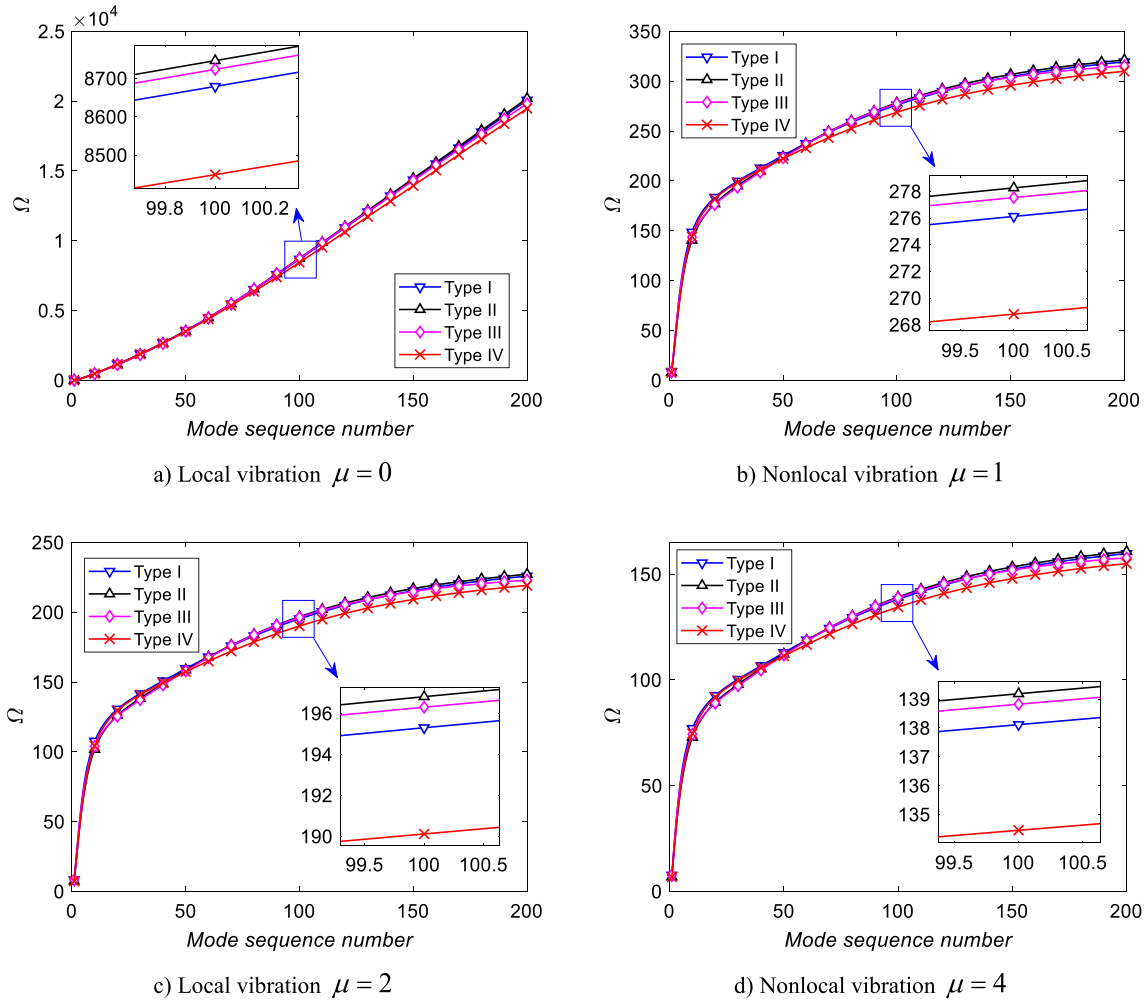 ×10⁴
2.5
2
1.5
1
0.5
0
Ω
8700
8600
8500
99.8 100 100.2
Type I
Type II
Type III
Type IV
0 50 100 150 200
Mode sequence number
a) Local vibration μ = 0
350
300
250
200
150
100
50
0
Ω
Type I
Type II
Type III
Type IV
278
276
274
272
270
268
99.5 100 100.5
0 50 100 150 200
Mode sequence number
b) Nonlocal vibration μ = 1
250
200
150
100
50
0
Ω
Type I
Type II
Type III
Type IV
196
194
192
190
99.5 100 100.5
0 50 100 150 200
Mode sequence number
c) Local vibration μ = 2
150
100
50
0
Ω
Type I
Type II
Type III
Type IV
139
138
136
135
99.5 100 100.5
0 50 100 150 200
Mode sequence number
d) Nonlocal vibration μ = 4